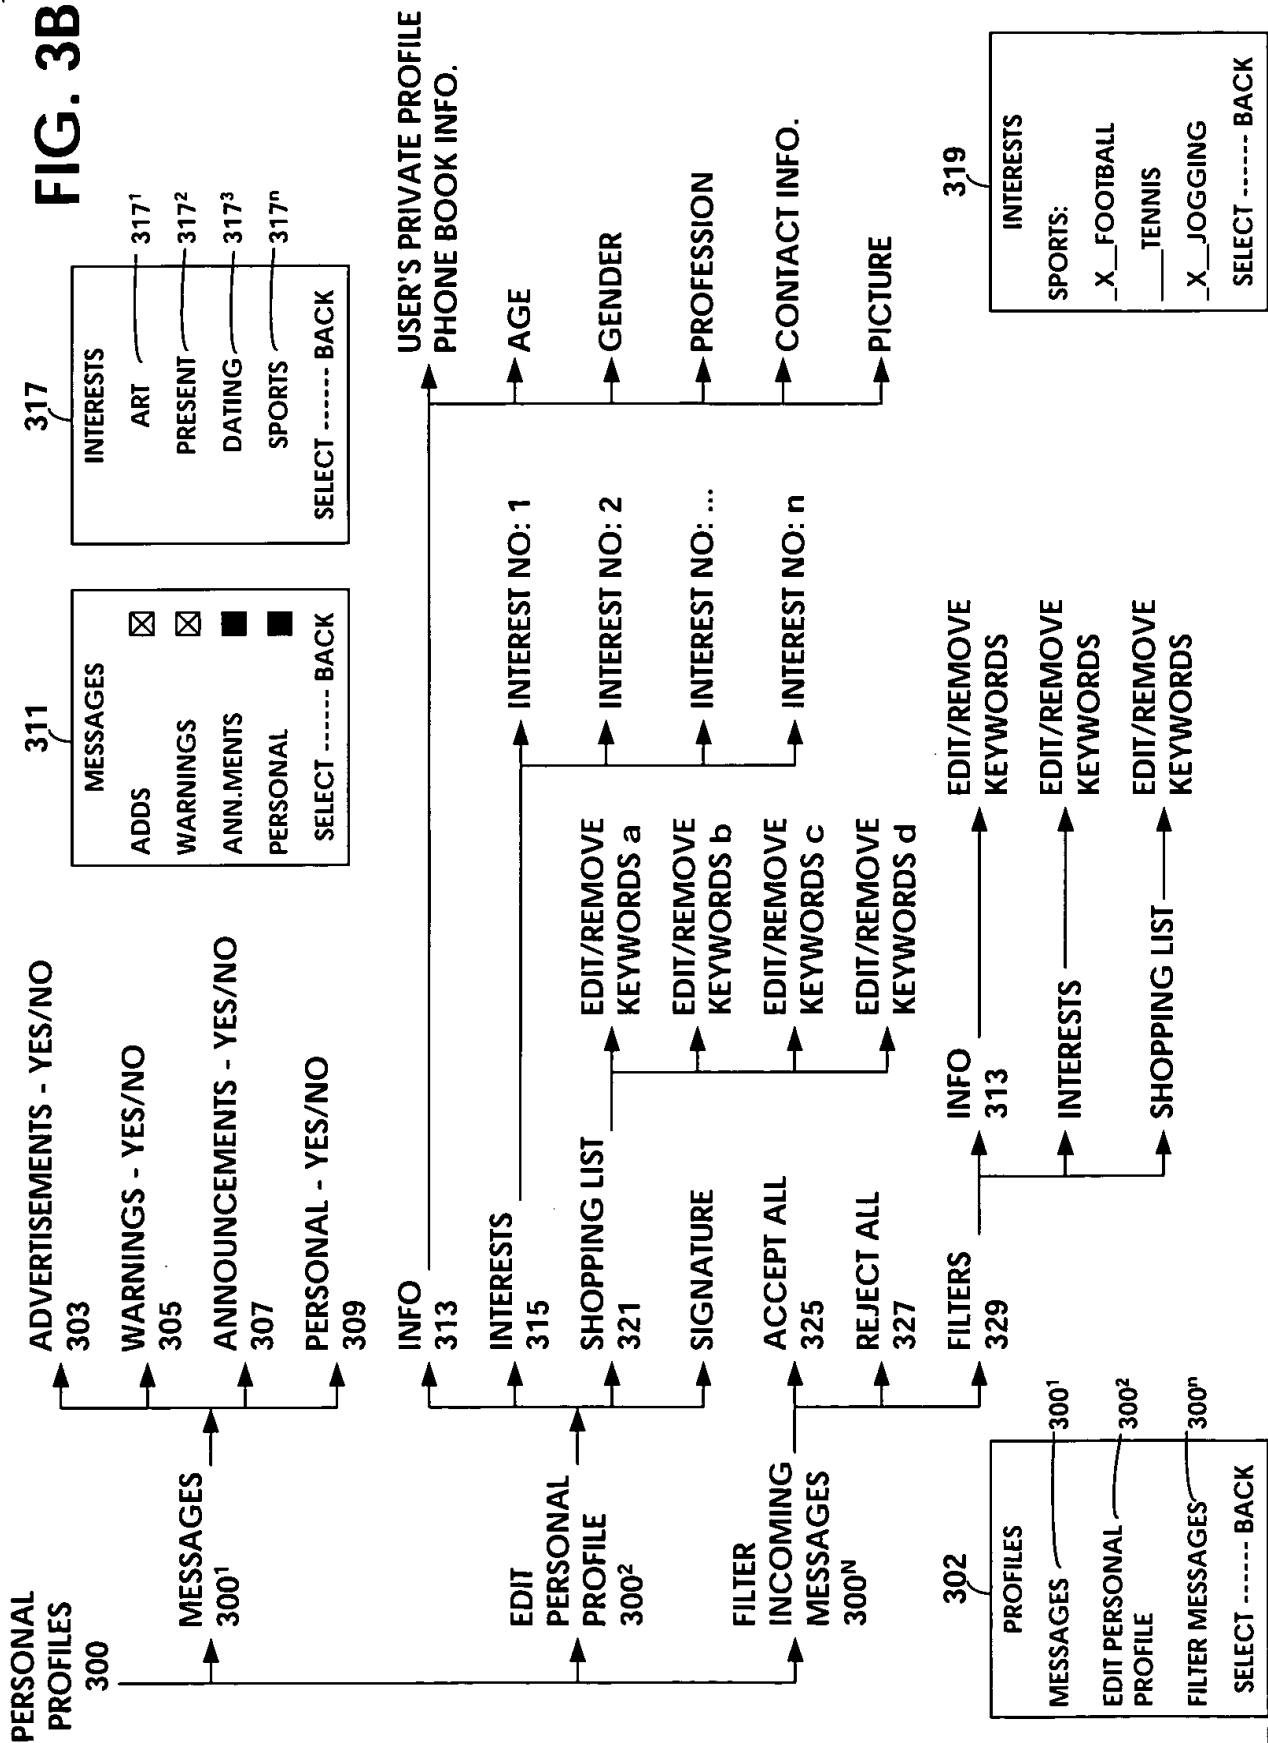 FIG. 3B
PERSONAL
PROFILES
300
MESSAGES
300¹
ADVERTISEMENTS - YES/NO
303
WARNINGS - YES/NO
305
ANNOUNCEMENTS - YES/NO
307
PERSONAL - YES/NO
309
EDIT
PERSONAL
PROFILE
300²
INFO
313
USER'S PRIVATE PROFILE
PHONE BOOK INFO.
AGE
GENDER
PROFESSION
CONTACT INFO.
PICTURE
INTERESTS
315
INTEREST NO: 1
INTEREST NO: 2
INTEREST NO: ...
INTEREST NO: n
SHOPPING LIST
321
EDIT/REMOVE
KEYWORDS a
EDIT/REMOVE
KEYWORDS b
EDIT/REMOVE
KEYWORDS c
EDIT/REMOVE
KEYWORDS d
SIGNATURE
FILTER
INCOMING
MESSAGES
300ᴺ
ACCEPT ALL
325
REJECT ALL
327
FILTERS
329
INFO
313
EDIT/REMOVE
KEYWORDS
INTERESTS
EDIT/REMOVE
KEYWORDS
SHOPPING LIST
EDIT/REMOVE
KEYWORDS
302
PROFILES
MESSAGES 300¹
EDIT PERSONAL 300²
PROFILE
FILTER MESSAGES 300ⁿ
SELECT ------ BACK
311
MESSAGES
ADDS
WARNINGS
ANN.MENTS
PERSONAL
SELECT ------ BACK
317
INTERESTS
ART 317¹
PRESENT 317²
DATING 317³
SPORTS 317ⁿ
SELECT ------ BACK
319
INTERESTS
SPORTS:
_X__FOOTBALL
____TENNIS
_X__JOGGING
SELECT ------ BACK